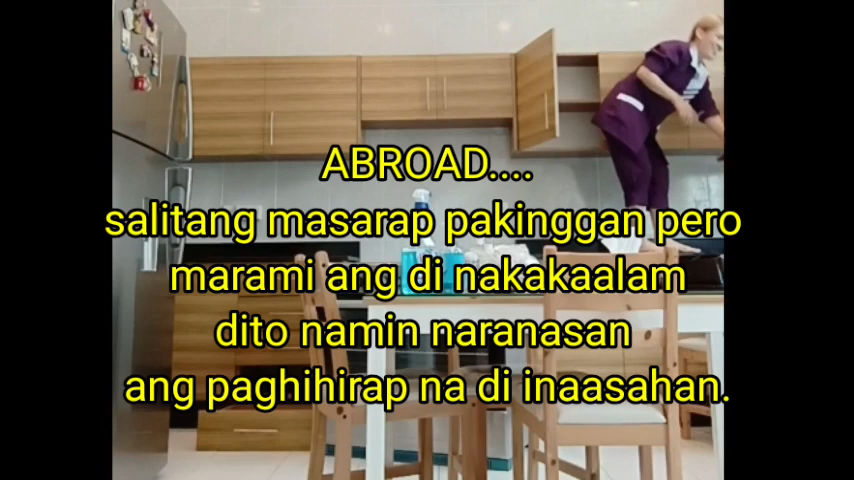 ABROAD....
salitang masarap pakinggan pero
marami ang di nakakaalam
dito namin naranasan
ang paghihirap na di inaasahan.